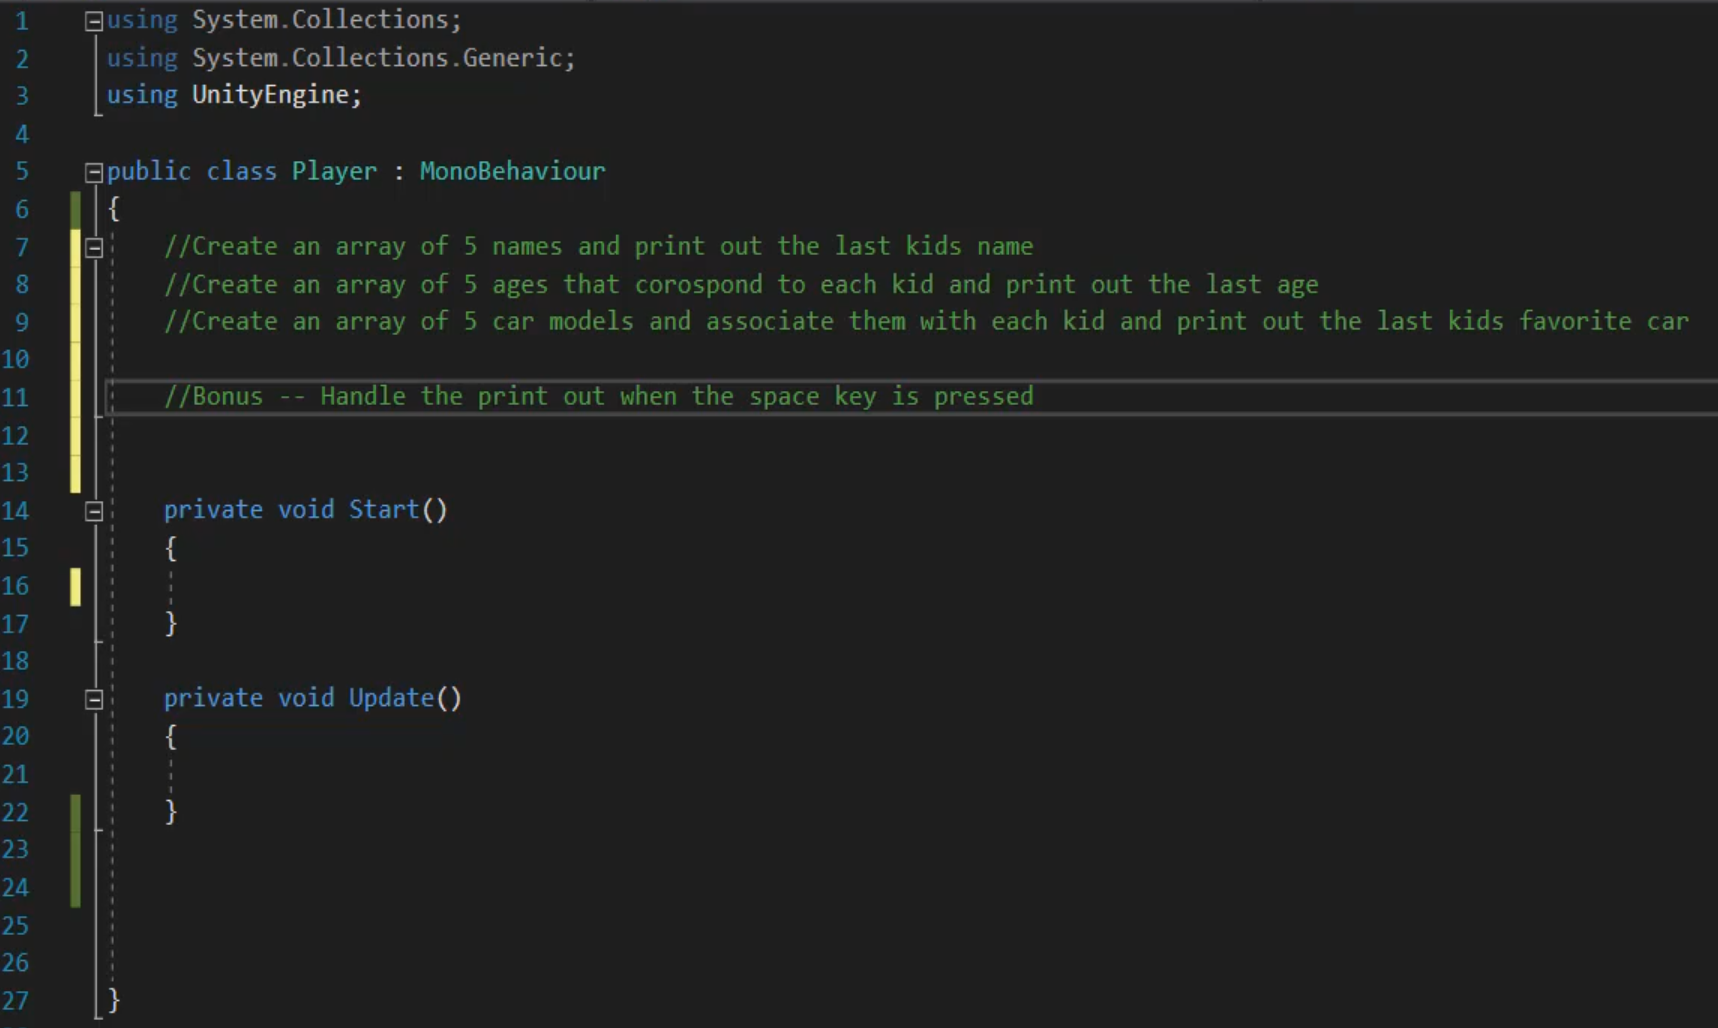 1 using System.Collections;
2 using System.Collections.Generic;
3 using UnityEngine;
4
5 public class Player : MonoBehaviour
6 {
7 //Create an array of 5 names and print out the last kids name
8 //Create an array of 5 ages that corospond to each kid and print out the last age
9 //Create an array of 5 car models and associate them with each kid and print out the last kids favorite car
10
11 //Bonus -- Handle the print out when the space key is pressed
12
13
14 private void Start()
15 {
16
17 }
18
19 private void Update()
20 {
21
22 }
23
24
25
26
27 }